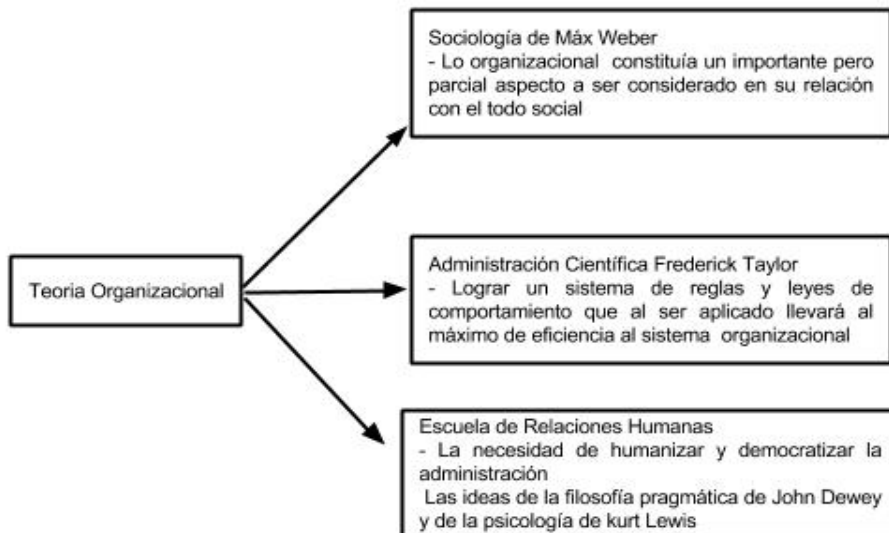 Sociología de Máx Weber
- Lo organizacional constituía un importante pero
parcial aspecto a ser considerado en su relación
con el todo social
Teoria Organizacional
Administración Científica Frederick Taylor
- Lograr un sistema de reglas y leyes de
comportamiento que al ser aplicado llevará al
máximo de eficiencia al sistema organizacional
Escuela de Relaciones Humanas
- La necesidad de humanizar y democratizar la
administración
Las ideas de la filosofía pragmática de John Dewey
y de la psicología de kurt Lewis